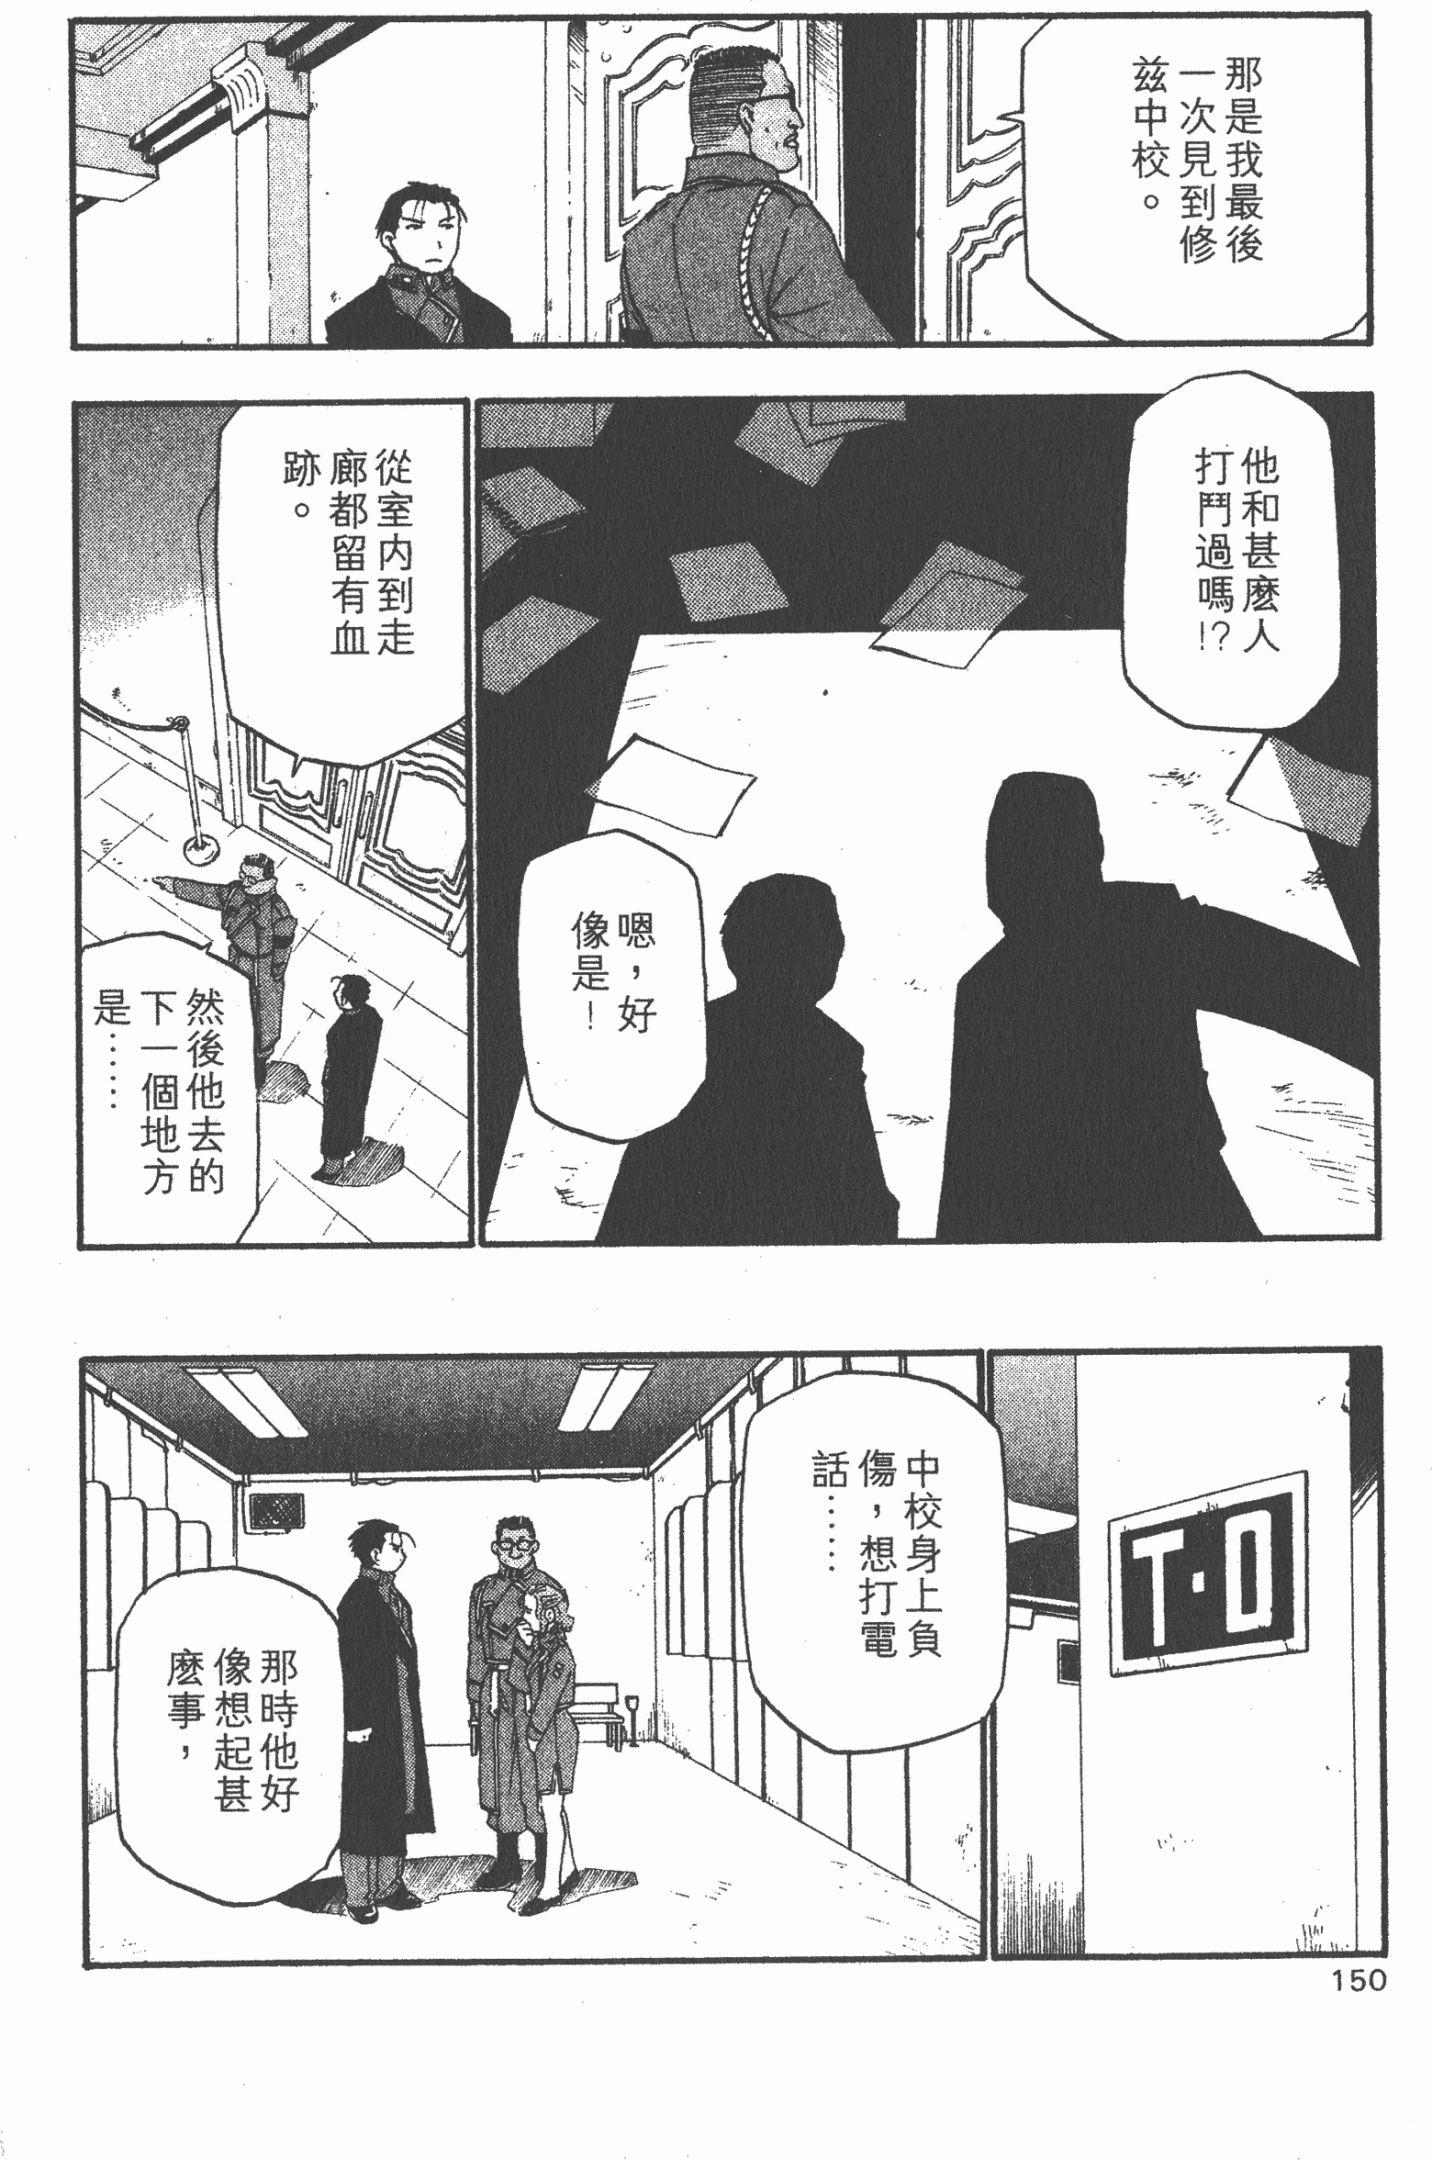 那是我最後
一次見到修
茲中校。
他和甚麽人
打鬥過嗎!?
嗯，好
像是！
從室內到走
廊都留有血
跡。
然後他去的
下一個地方
是……
T·O
中校身上負
傷，想打電
話……
那時他好
像想起甚
麽事，
150